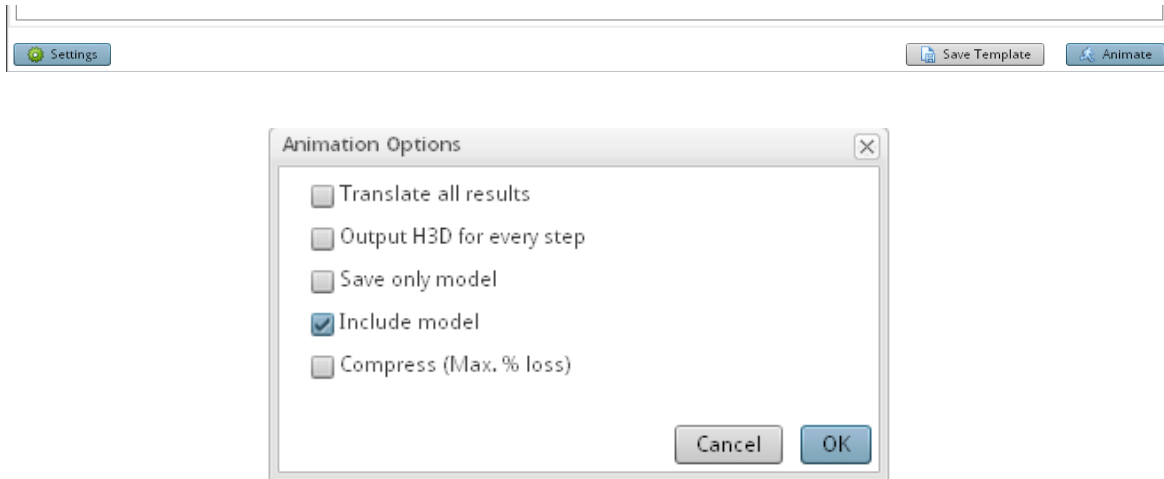 Settings
Save Template
Animate
Animation Options
Translate all results
Output H3D for every step
Save only model
Include model
Compress (Max. % loss)
Cancel
OK